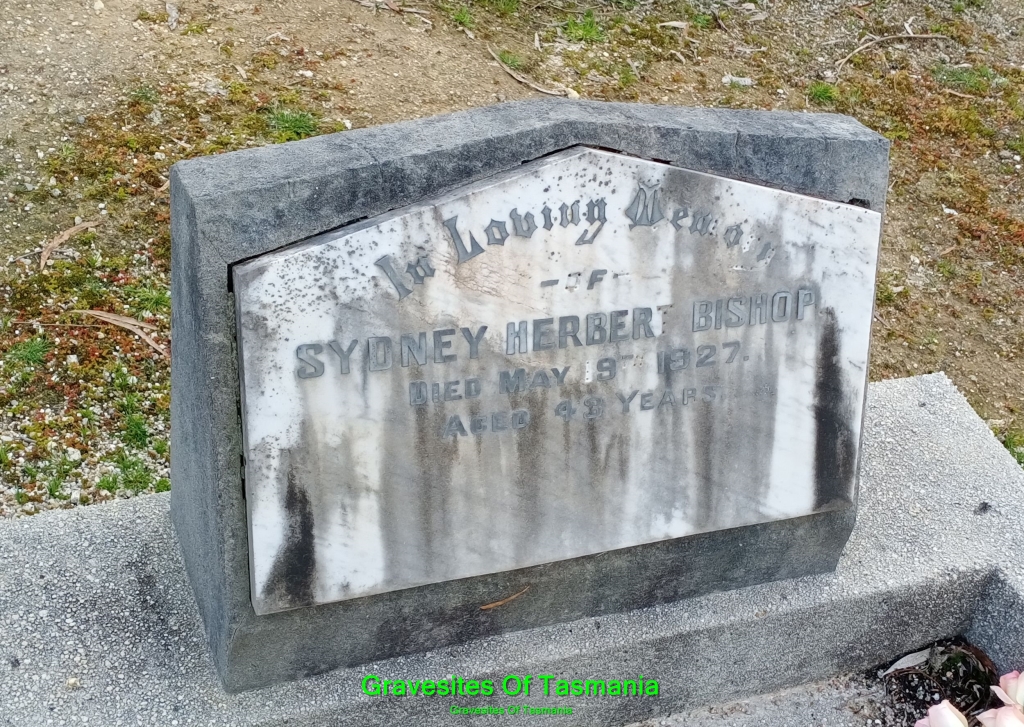 In Loving Memory
-OF-
SYDNEY HERBERT BISHOP
DIED MAY 9TH 1927.
AGED 43 YEARS
Gravesites Of Tasmania
Gravesites Of Tasmania